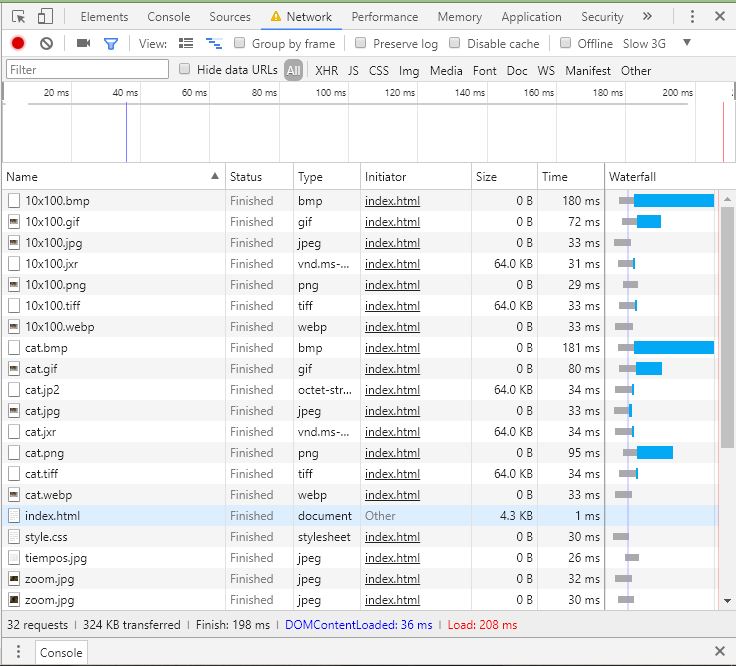 Elements Console Sources Network Performance Memory Application Security »
View: Group by frame Preserve log Disable cache Offline Slow 3G
Filter Hide data URLs All XHR JS CSS Img Media Font Doc WS Manifest Other
20 ms 40 ms 60 ms 80 ms 100 ms 120 ms 140 ms 160 ms 180 ms 200 ms
Name Status Type Initiator Size Time Waterfall
10x100.bmp Finished bmp index.html 0 B 180 ms
10x100.gif Finished gif index.html 0 B 72 ms
10x100.jpg Finished jpeg index.html 0 B 33 ms
10x100.jxr Finished vnd.ms-... index.html 64.0 KB 31 ms
10x100.png Finished png index.html 0 B 29 ms
10x100.tiff Finished tiff index.html 64.0 KB 33 ms
10x100.webp Finished webp index.html 0 B 33 ms
cat.bmp Finished bmp index.html 0 B 181 ms
cat.gif Finished gif index.html 0 B 80 ms
cat.jp2 Finished octet-str... index.html 64.0 KB 34 ms
cat.jpg Finished jpeg index.html 0 B 33 ms
cat.jxr Finished vnd.ms-... index.html 64.0 KB 34 ms
cat.png Finished png index.html 0 B 95 ms
cat.tiff Finished tiff index.html 64.0 KB 34 ms
cat.webp Finished webp index.html 0 B 33 ms
index.html Finished document Other 4.3 KB 1 ms
style.css Finished stylesheet index.html 0 B 30 ms
tiempos.jpg Finished jpeg index.html 0 B 26 ms
zoom.jpg Finished jpeg index.html 0 B 32 ms
zoom.jpg Finished jpeg index.html 0 B 30 ms
32 requests | 324 KB transferred | Finish: 198 ms | DOMContentLoaded: 36 ms | Load: 208 ms
Console